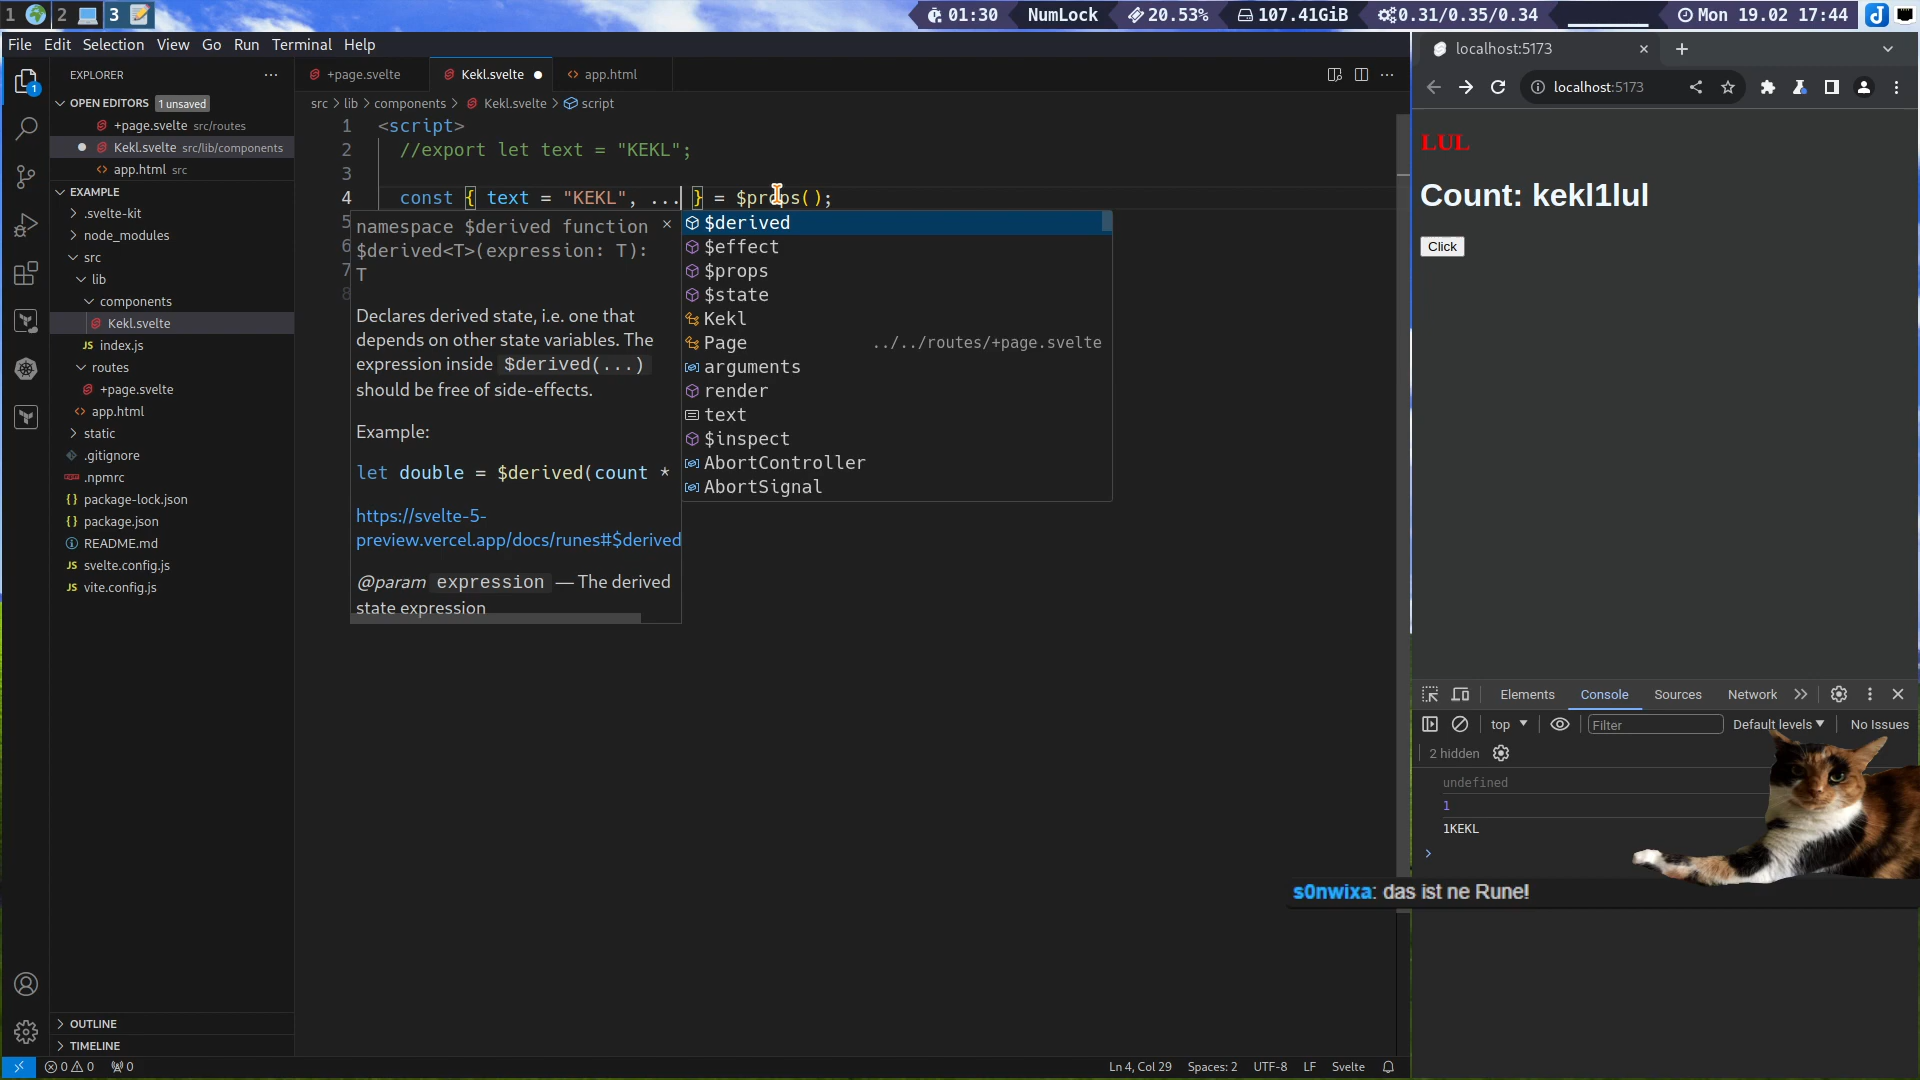 1 2 3 01:30 NumLock 20.53% 107.41GiB 0.31/0.35/0.34 Mon 19.02 17:44
File Edit Selection View Go Run Terminal Help
EXPLORER
OPEN EDITORS 1 unsaved
+page.svelte src/routes
Kekl.svelte src/lib/components
app.html src
EXAMPLE
.svelte-kit
node_modules
src
lib
components
Kekl.svelte
index.js
routes
+page.svelte
app.html
static
.gitignore
.npmrc
package-lock.json
package.json
README.md
svelte.config.js
vite.config.js
OUTLINE
TIMELINE
+page.svelte Kekl.svelte app.html
src > lib > components > Kekl.svelte > script
1 <script>
2 //export let text = "KEKL";
3
4 const { text = "KEKL", ... } = $props();
5
6
7
8
namespace $derived function
$derived<T>(expression: T):
T
Declares derived state, i.e. one that
depends on other state variables. The
expression inside $derived(...)
should be free of side-effects.
Example:
let double = $derived(count *
https://svelte-5-
preview.vercel.app/docs/runes#$derived
@param expression — The derived
state expression
$derived
$effect
$props
$state
Kekl
Page ../../routes/+page.svelte
arguments
render
text
$inspect
AbortController
AbortSignal
localhost:5173
localhost:5173
LUL
Count: kekl1lul
Click
Elements Console Sources Network
top Filter Default levels No Issues
2 hidden
undefined
1
1KEKL
s0nwixa: das ist ne Rune!
0 0 0 Ln 4, Col 29 Spaces: 2 UTF-8 LF Svelte